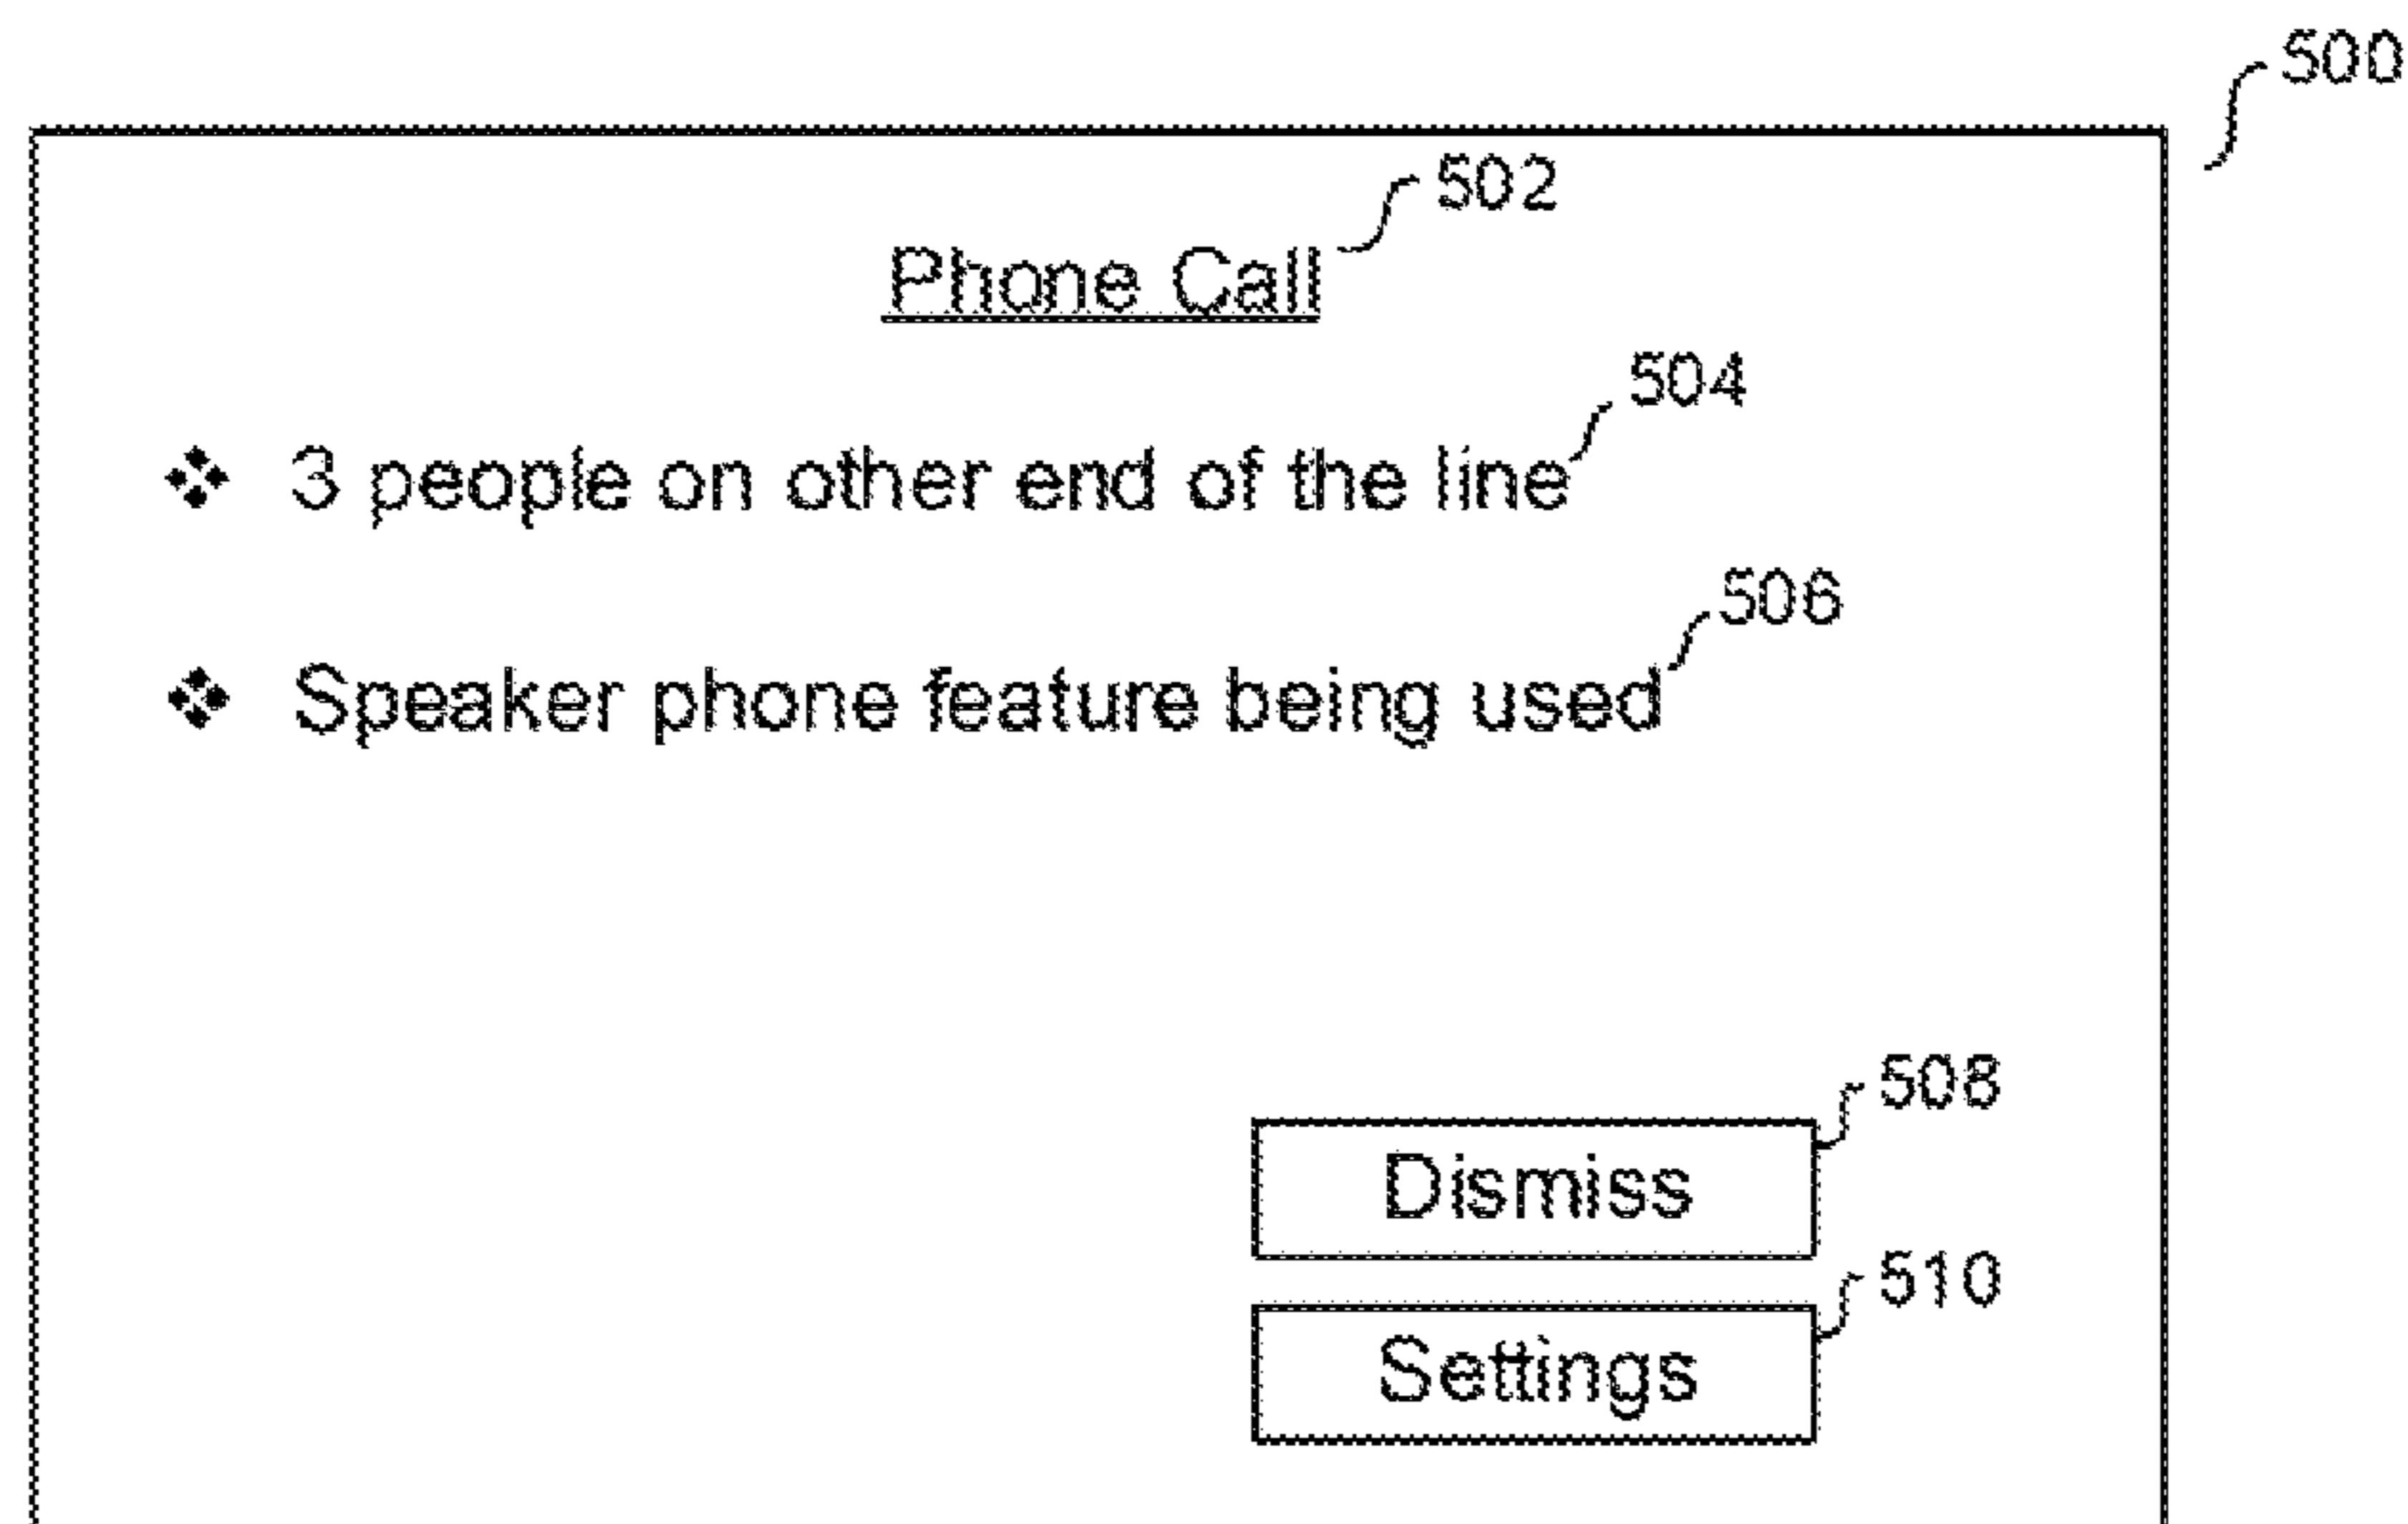 500
502
Phone Call
504
❖ 3 people on other end of the line
506
❖ Speaker phone feature being used
508
Dismiss
510
Settings